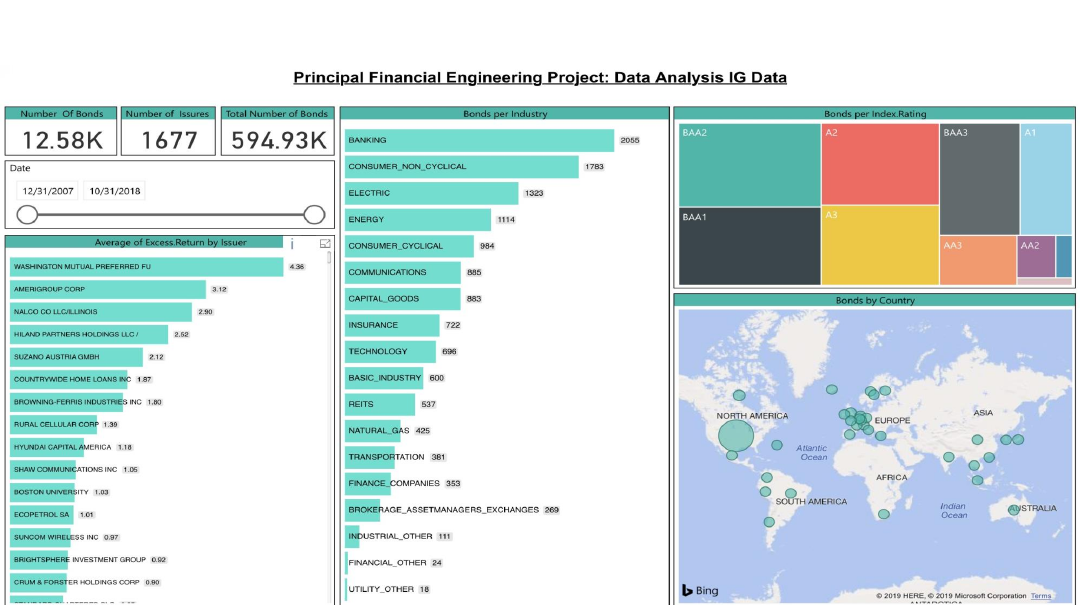 Principal Financial Engineering Project: Data Analysis IG Data
Number Of Bonds
12.58K
Number of Issures
1677
Total Number of Bonds
594.93K
Date
12/31/2007 10/31/2018
Average of Excess.Return by Issuer
WASHINGTON MUTUAL PREFERRED FU 4.36
AMERIGROUP CORP 3.12
NALCO CO LLC/ILLINOIS 2.90
HILAND PARTNERS HOLDINGS LLC / 2.52
SUZANO AUSTRIA GMBH 2.12
COUNTRYWIDE HOME LOANS INC 1.87
BROWNING-FERRIS INDUSTRIES INC 1.80
RURAL CELLULAR CORP 1.39
HYUNDAI CAPITAL AMERICA 1.18
SHAW COMMUNICATIONS INC 1.05
BOSTON UNIVERSITY 1.03
ECOPETROL SA 1.01
SUNCOM WIRELESS INC 0.97
BRIGHTSPHERE INVESTMENT GROUP 0.92
CRUM & FORSTER HOLDINGS CORP 0.90
Bonds per Industry
BANKING 2055
CONSUMER_NON_CYCLICAL 1783
ELECTRIC 1323
ENERGY 1114
CONSUMER_CYCLICAL 984
COMMUNICATIONS 885
CAPITAL_GOODS 883
INSURANCE 722
TECHNOLOGY 696
BASIC_INDUSTRY 600
REITS 537
NATURAL_GAS 425
TRANSPORTATION 381
FINANCE_COMPANIES 353
BROKERAGE_ASSETMANAGERS_EXCHANGES 269
INDUSTRIAL_OTHER 111
FINANCIAL_OTHER 24
UTILITY_OTHER 18
Bonds per Index.Rating
BAA2
A2
BAA3
A1
BAA1
A3
AA3
AA2
Bonds by Country
NORTH AMERICA
EUROPE
ASIA
Atlantic
Ocean
AFRICA
SOUTH AMERICA
Indian
Ocean
AUSTRALIA
Bing
© 2019 HERE, © 2019 Microsoft Corporation Terms